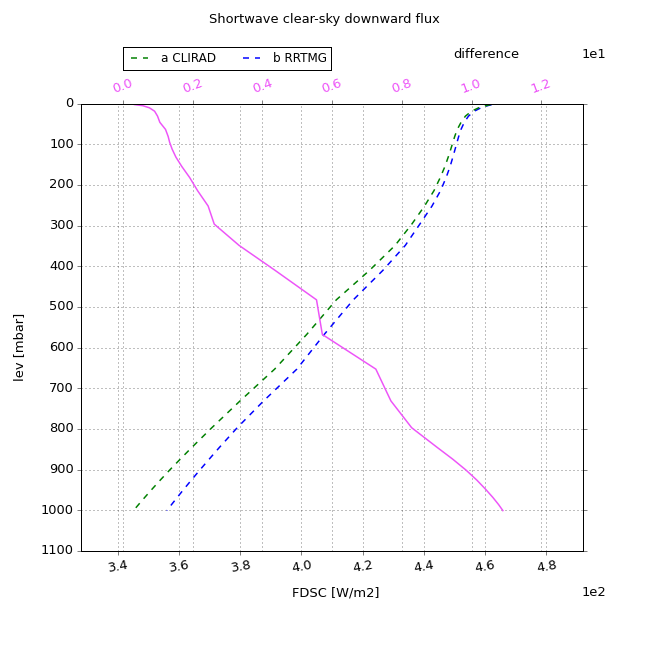 Shortwave clear-sky downward flux
a CLIRAD b RRTMG
difference 1e1
0.0 0.2 0.4 0.6 0.8 1.0 1.2
0
100
200
300
400
500
600
700
800
900
1000
1100
lev [mbar]
3.4 3.6 3.8 4.0 4.2 4.4 4.6 4.8
FDSC [W/m2] 1e2